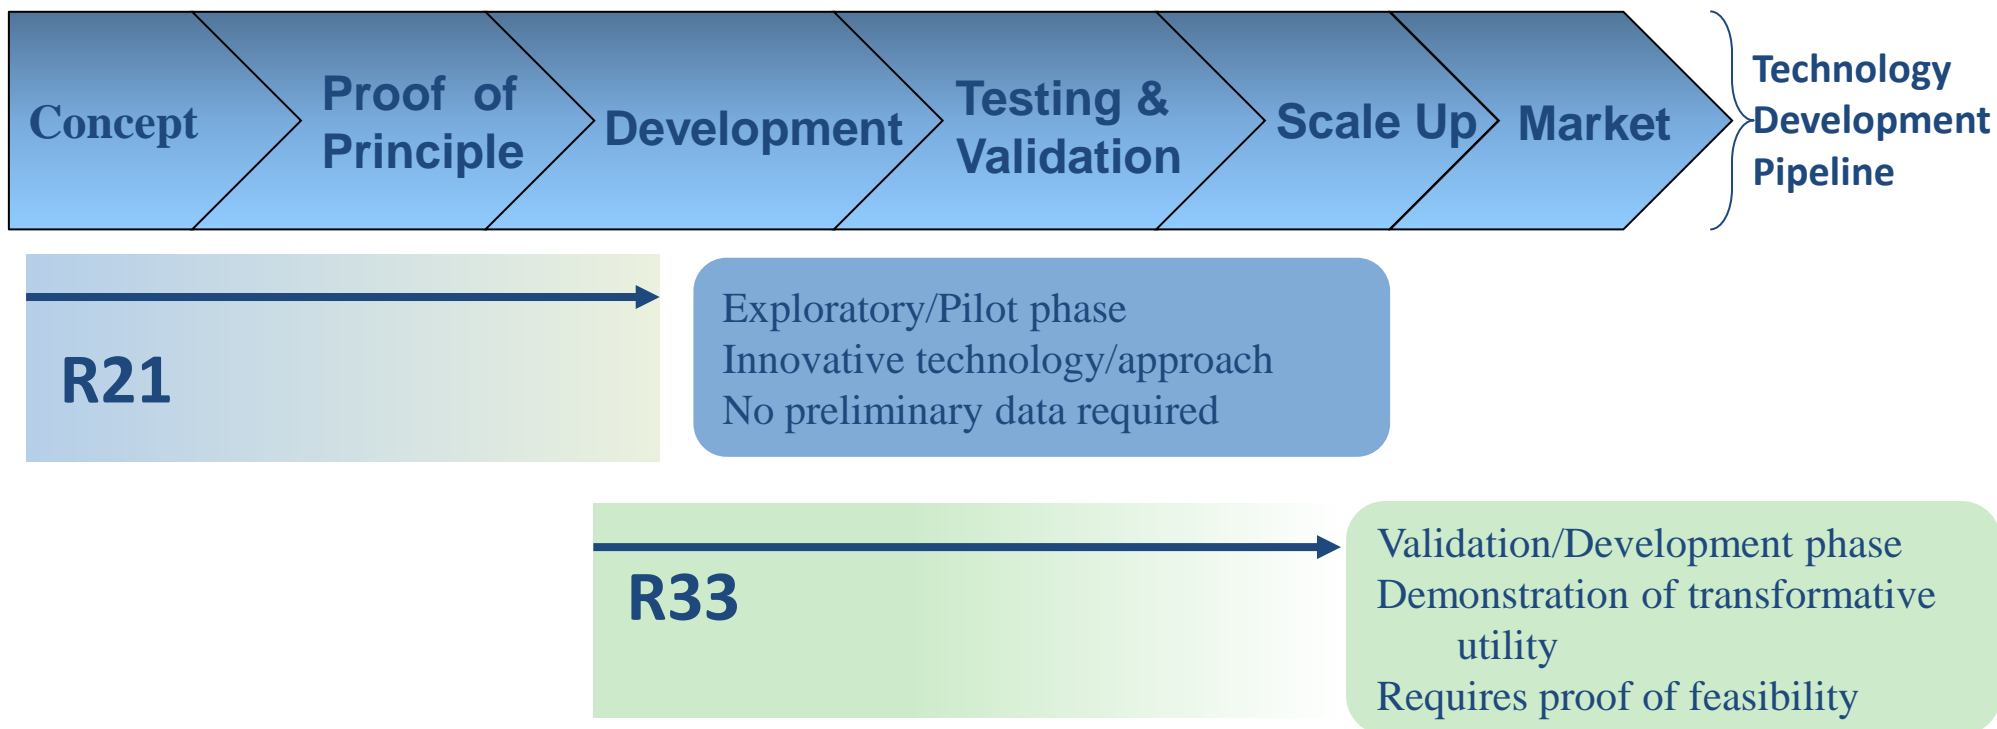 Concept
Proof of
Principle
Development
Testing &
Validation
Scale Up
Market
Technology
Development
Pipeline
R21
Exploratory/Pilot phase
Innovative technology/approach
No preliminary data required
R33
Validation/Development phase
Demonstration of transformative
utility
Requires proof of feasibility